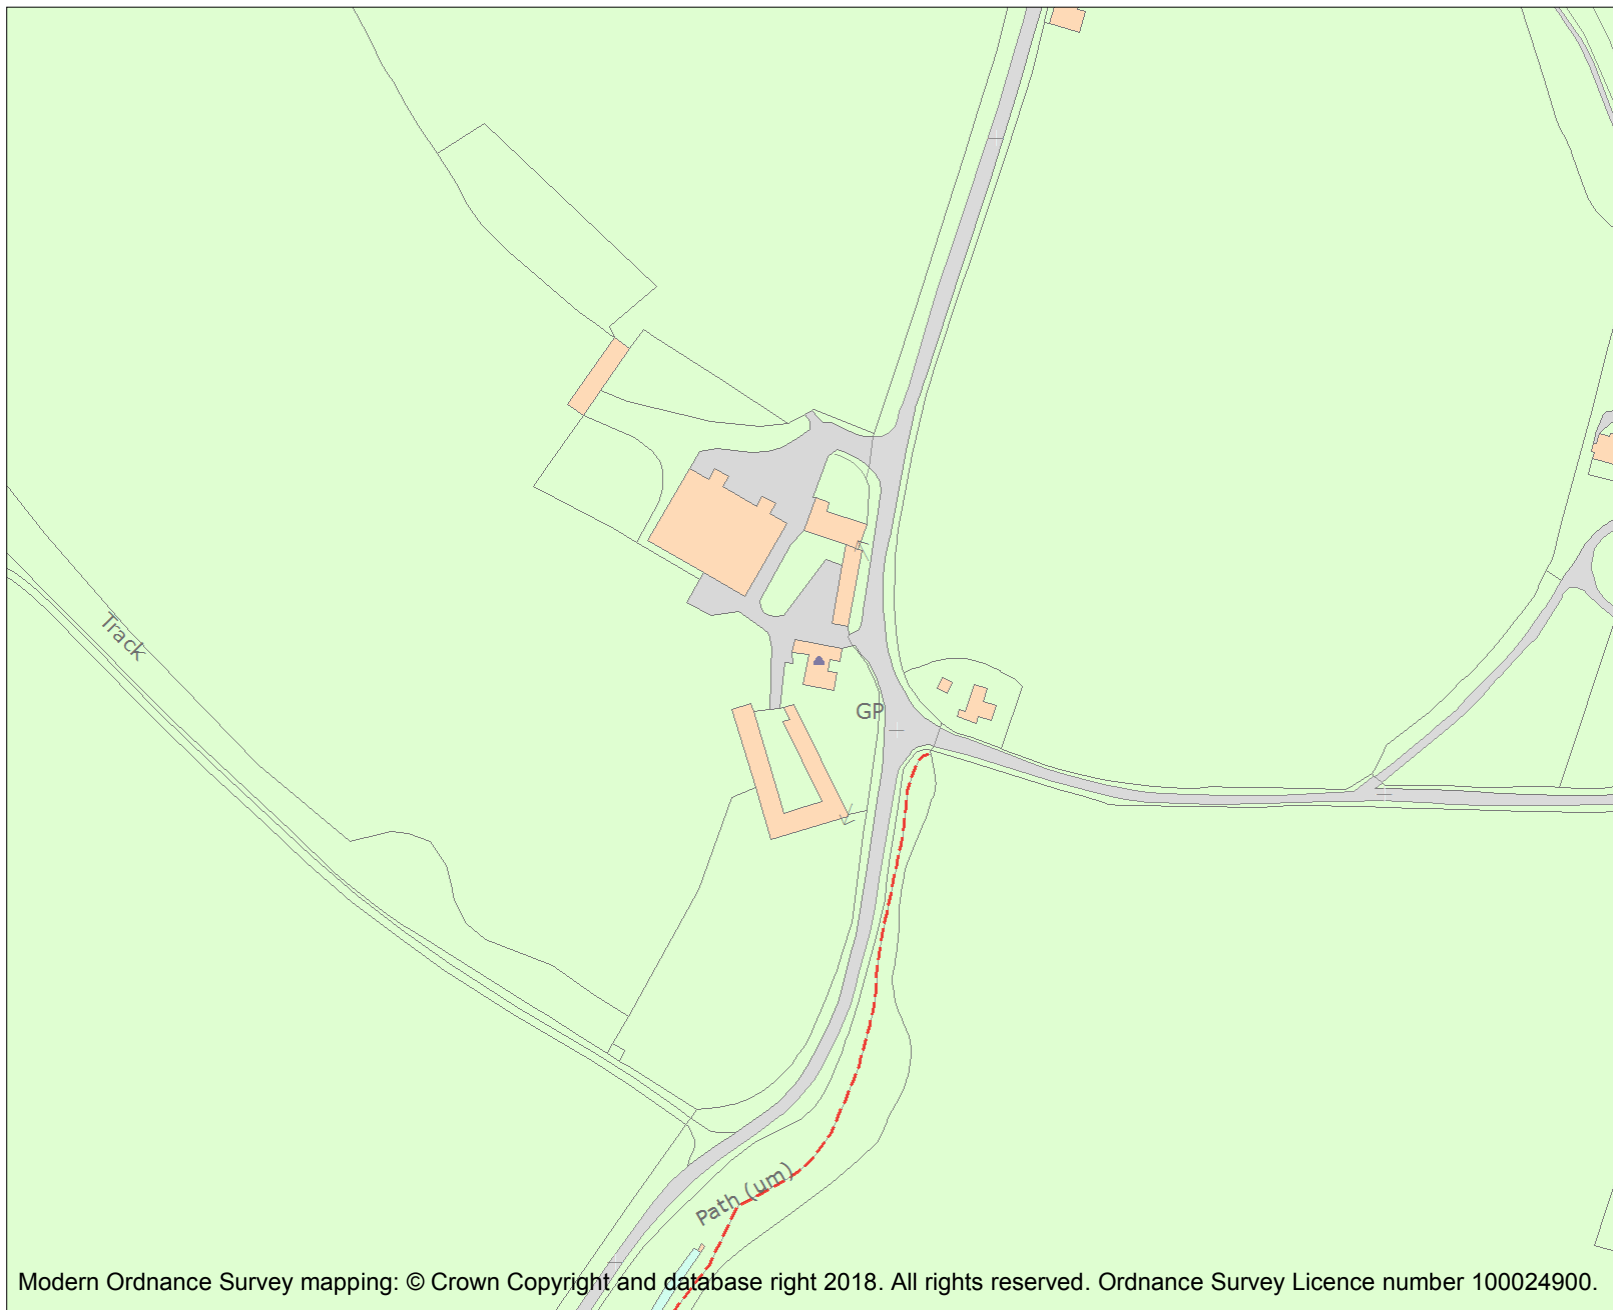 Track
GP
Path (um)
Modern Ordnance Survey mapping: © Crown Copyright and database right 2018. All rights reserved. Ordnance Survey Licence number 100024900.